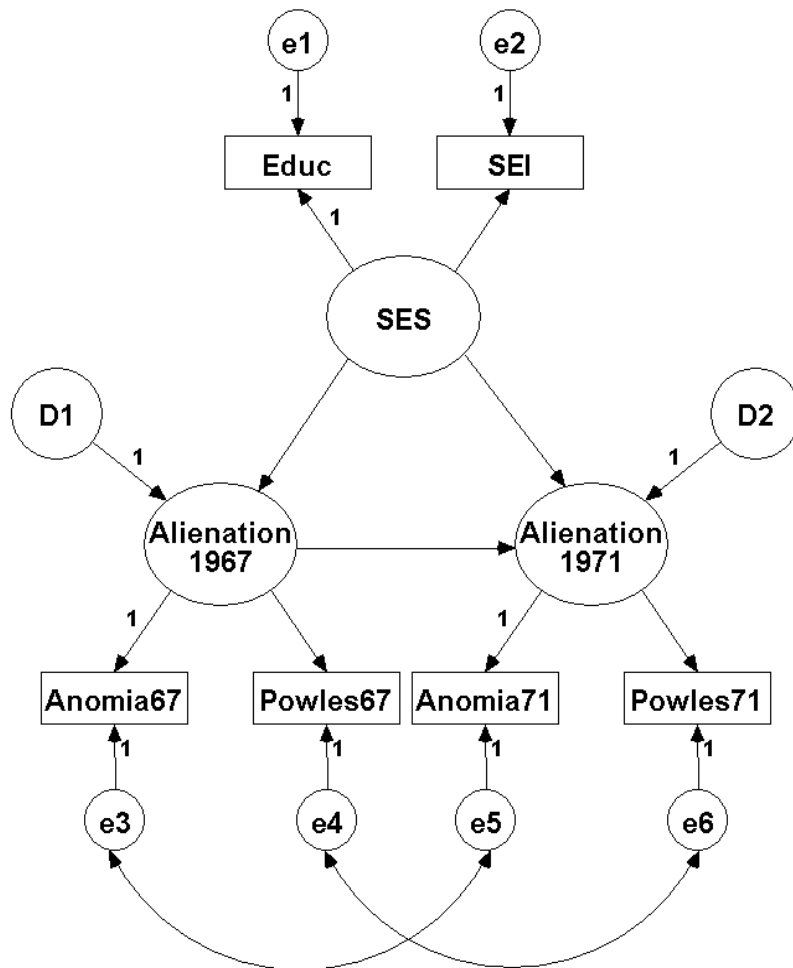 e1
e2
1
1
Educ
SEI
1
SES
D1
D2
1
1
Alienation
1967
Alienation
1971
1
1
Anomia67
Powles67
Anomia71
Powles71
1
1
1
1
e3
e4
e5
e6